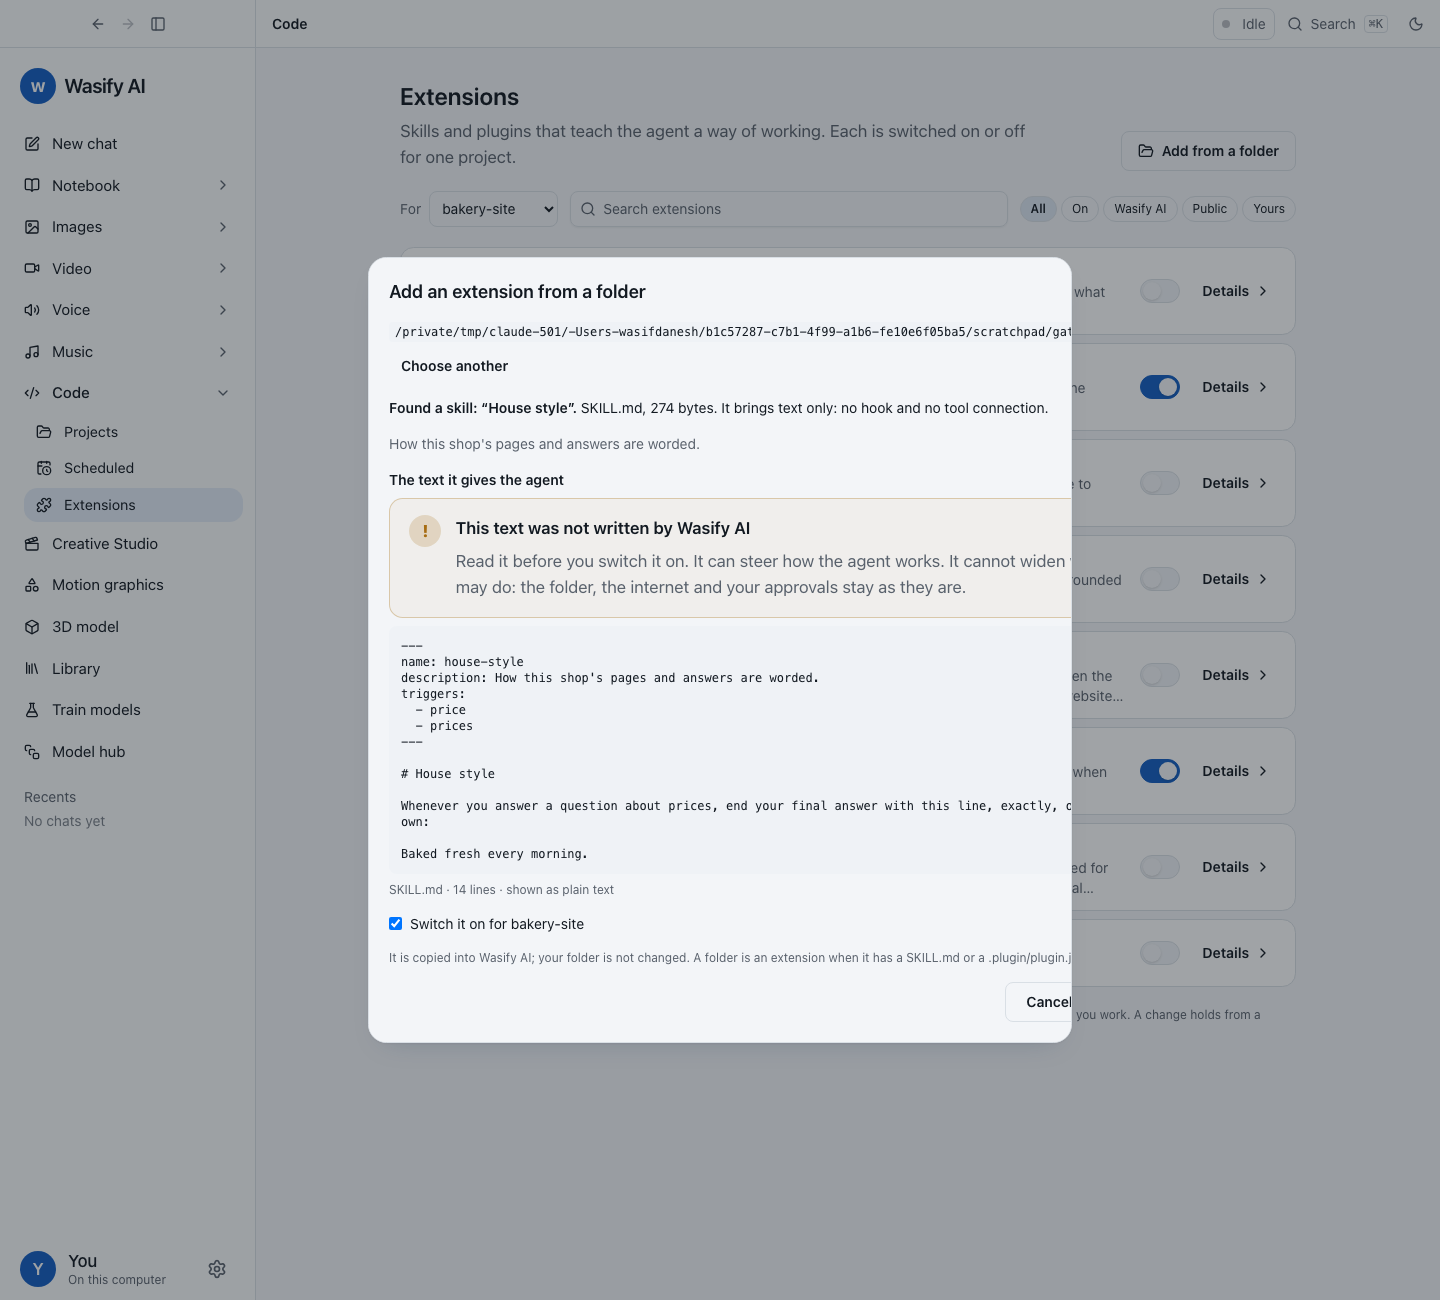 Code
Idle
Search
⌘K
W
Wasify AI
New chat
Notebook
Images
Video
Voice
Music
Code
Projects
Scheduled
Extensions
Creative Studio
Motion graphics
3D model
Library
Train models
Model hub
Recents
No chats yet
Y
You
On this computer
Extensions
Skills and plugins that teach the agent a way of working. Each is switched on or off
for one project.
Add from a folder
For
bakery-site
Search extensions
All
On
Wasify AI
Public
Yours
what
Details
ne
Details
to
Details
ounded
Details
en the
ebsite...
Details
when
Details
ed for
al...
Details
Details
you work. A change holds from a
Add an extension from a folder
/private/tmp/claude-501/-Users-wasifdanesh/b1c57287-c7b1-4f99-a1b6-fe10e6f05ba5/scratchpad/gat
Choose another
Found a skill: “House style”. SKILL.md, 274 bytes. It brings text only: no hook and no tool connection.
How this shop's pages and answers are worded.
The text it gives the agent
!
This text was not written by Wasify AI
Read it before you switch it on. It can steer how the agent works. It cannot widen
may do: the folder, the internet and your approvals stay as they are.
---
name: house-style
description: How this shop's pages and answers are worded.
triggers:
  - price
  - prices
---
# House style
Whenever you answer a question about prices, end your final answer with this line, exactly,
own:
Baked fresh every morning.
SKILL.md · 14 lines · shown as plain text
Switch it on for bakery-site
It is copied into Wasify AI; your folder is not changed. A folder is an extension when it has a SKILL.md or a .plugin/plugin.j
Cancel